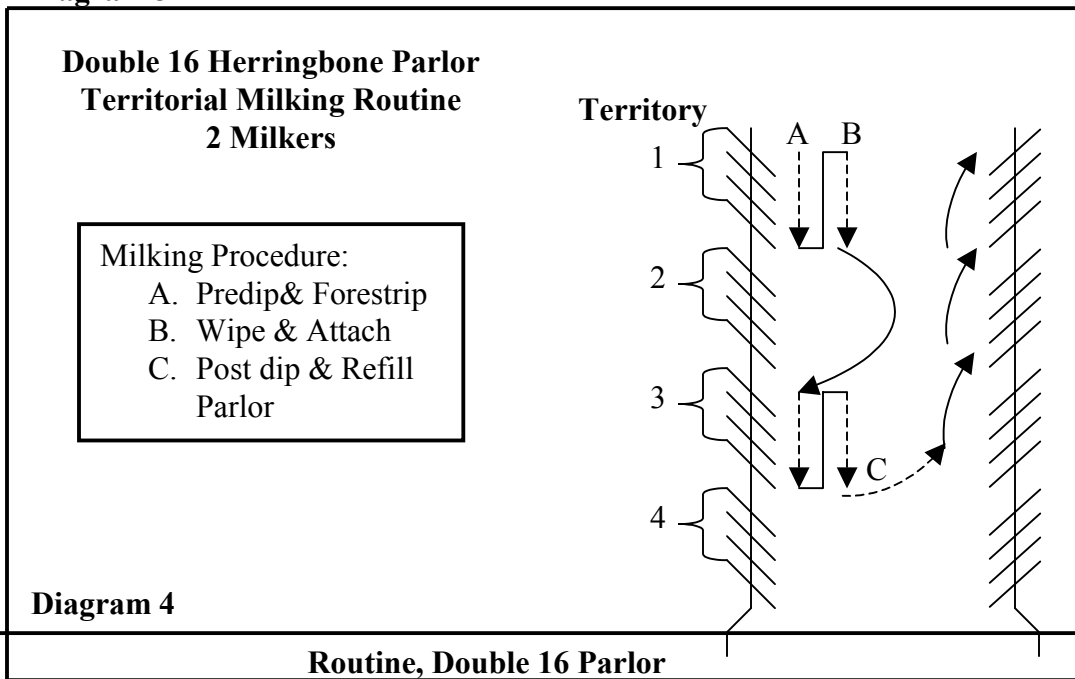 Double 16 Herringbone Parlor
Territorial Milking Routine
2 Milkers
Milking Procedure:
A. Predip& Forestrip
B. Wipe & Attach
C. Post dip & Refill
Parlor
Territory
A B
1
2
3
C
4
Diagram 4
Routine, Double 16 Parlor